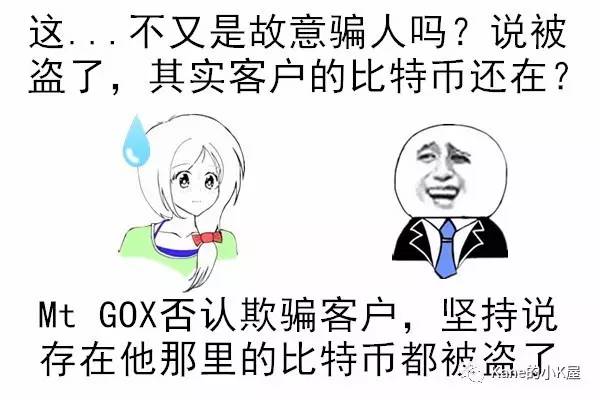 这...不又是故意骗人吗？说被
盗了，其实客户的比特币还在？
Mt GOX否认欺骗客户，坚持说
存在他那里的比特币都被盗了
Kane的小K屋